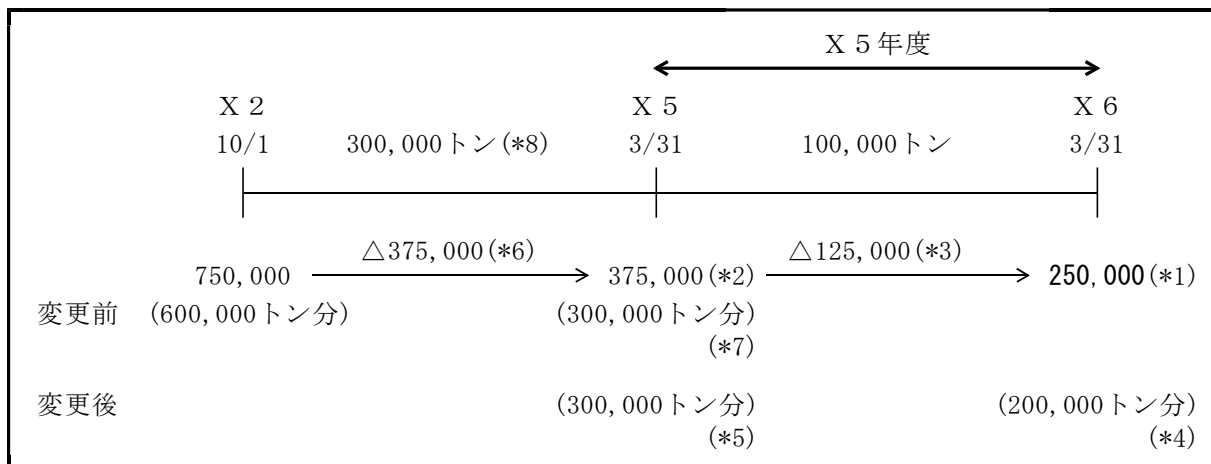 Ⅹ５年度
Ⅹ２ Ⅹ５ Ⅹ６
10/1 300,000トン(*8) 3/31 100,000トン 3/31
△375,000(*6) △125,000(*3)
750,000 375,000(*2) 250,000(*1)
変更前 (600,000トン分) (300,000トン分)
(*7)
変更後 (300,000トン分) (200,000トン分)
(*5) (*4)